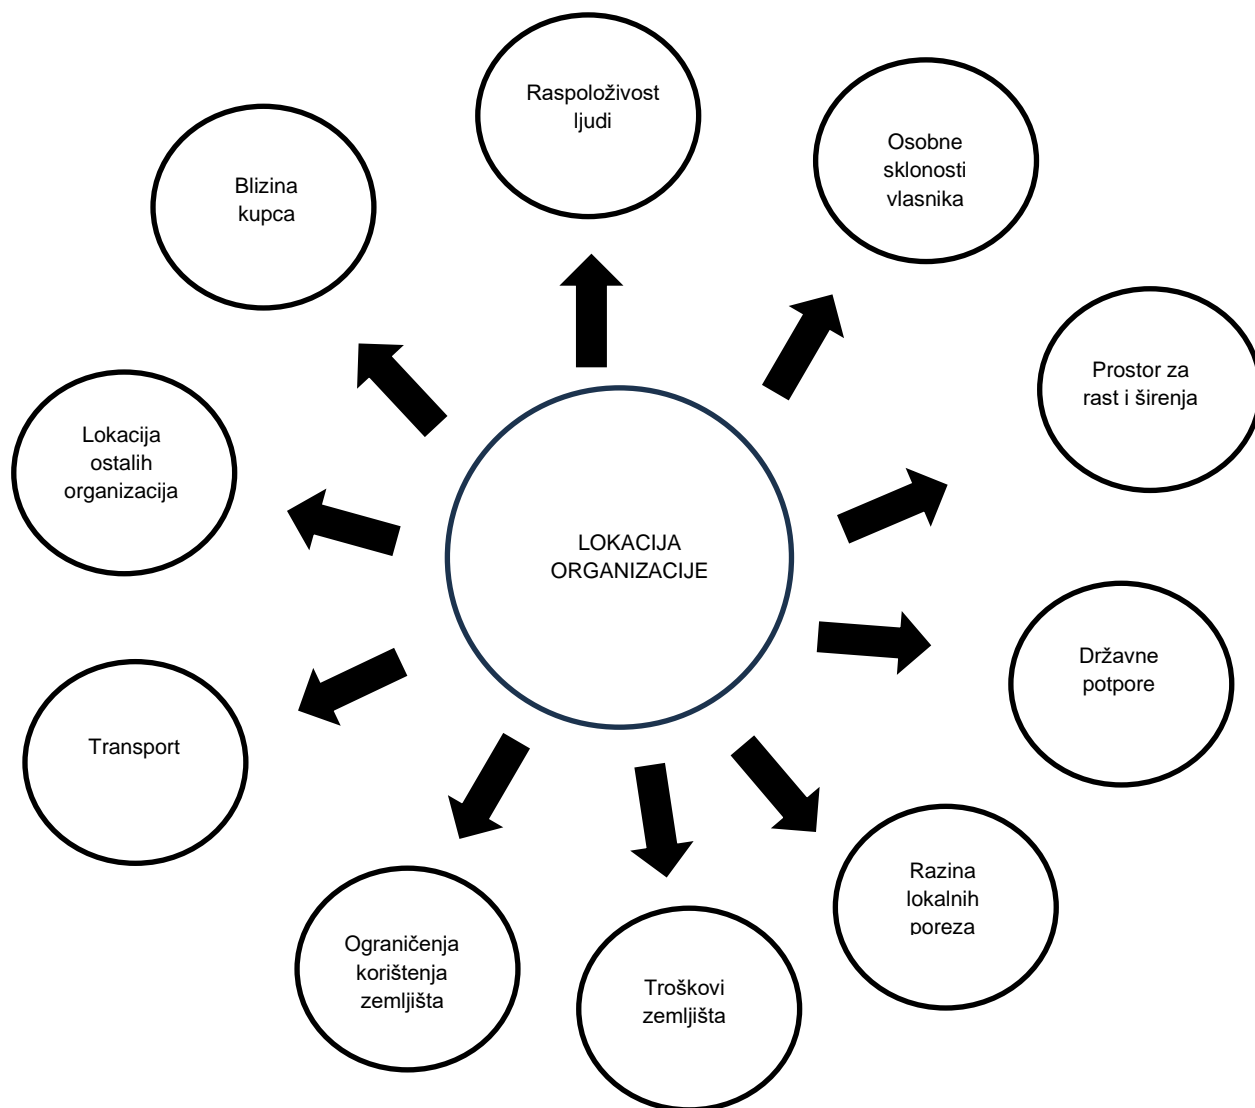 Raspoloživost
ljudi
Osobne
sklonosti
vlasnika
Blizina
kupca
Prostor za
rast i širenja
Lokacija
ostalih
organizacija
LOKACIJA
ORGANIZACIJE
Državne
potpore
Transport
Razina
lokalnih
poreza
Ograničenja
korištenja
zemljišta
Troškovi
zemljišta